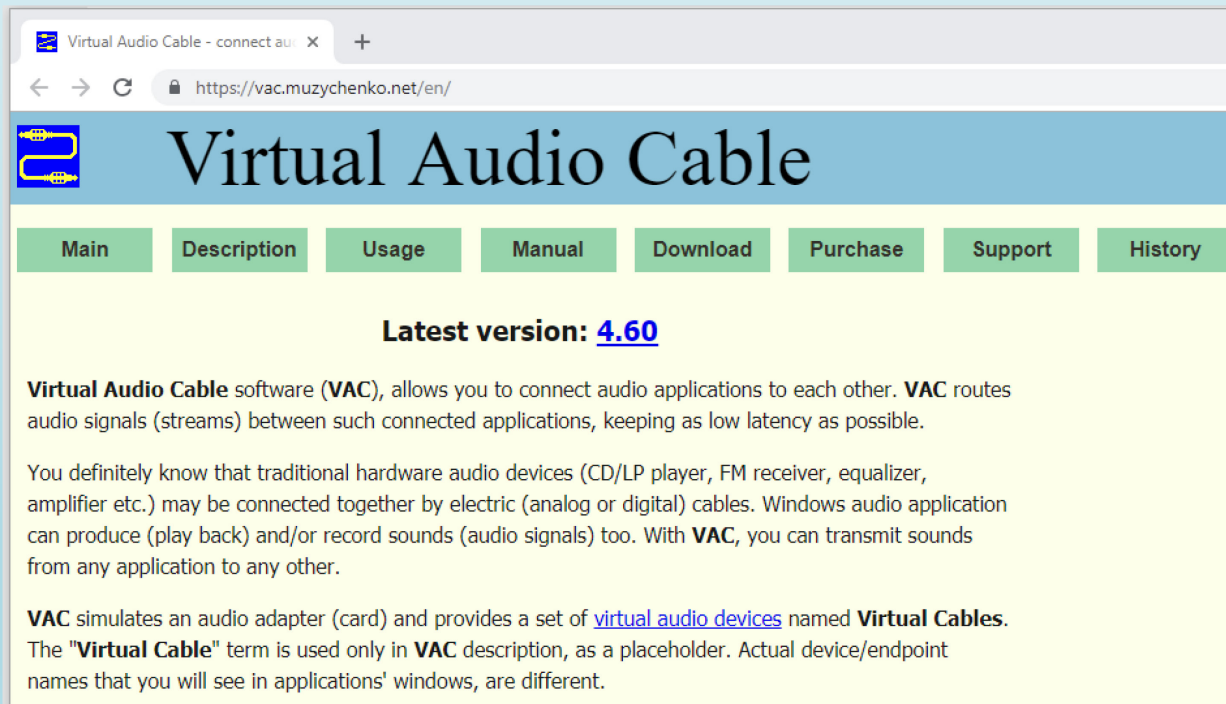 Virtual Audio Cable - connect au
https://vac.muzychenko.net/en/
Virtual Audio Cable
Main Description Usage Manual Download Purchase Support History
Latest version: 4.60
Virtual Audio Cable software (VAC), allows you to connect audio applications to each other. VAC routes
audio signals (streams) between such connected applications, keeping as low latency as possible.
You definitely know that traditional hardware audio devices (CD/LP player, FM receiver, equalizer,
amplifier etc.) may be connected together by electric (analog or digital) cables. Windows audio application
can produce (play back) and/or record sounds (audio signals) too. With VAC, you can transmit sounds
from any application to any other.
VAC simulates an audio adapter (card) and provides a set of virtual audio devices named Virtual Cables.
The "Virtual Cable" term is used only in VAC description, as a placeholder. Actual device/endpoint
names that you will see in applications' windows, are different.